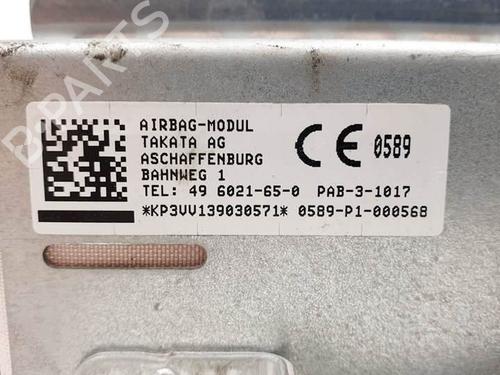 B-PARTS
AIRBAG-MODUL
TAKATA AG
ASCHAFFENBURG
BAHNWEG 1
TEL: 49 6021-65-0 PAB-3-1017
*KP3VV139030571* 0589-P1-000568
CE 0589